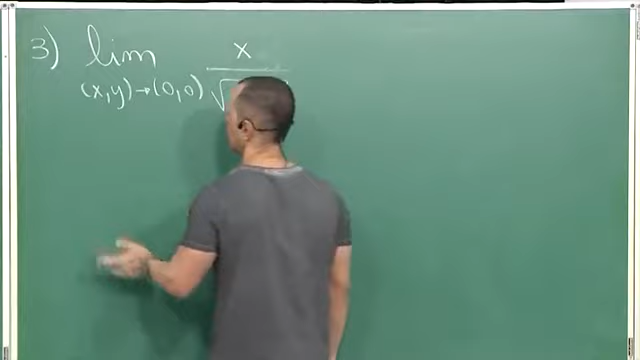 3) lim x
(x,y)→(0,0) √